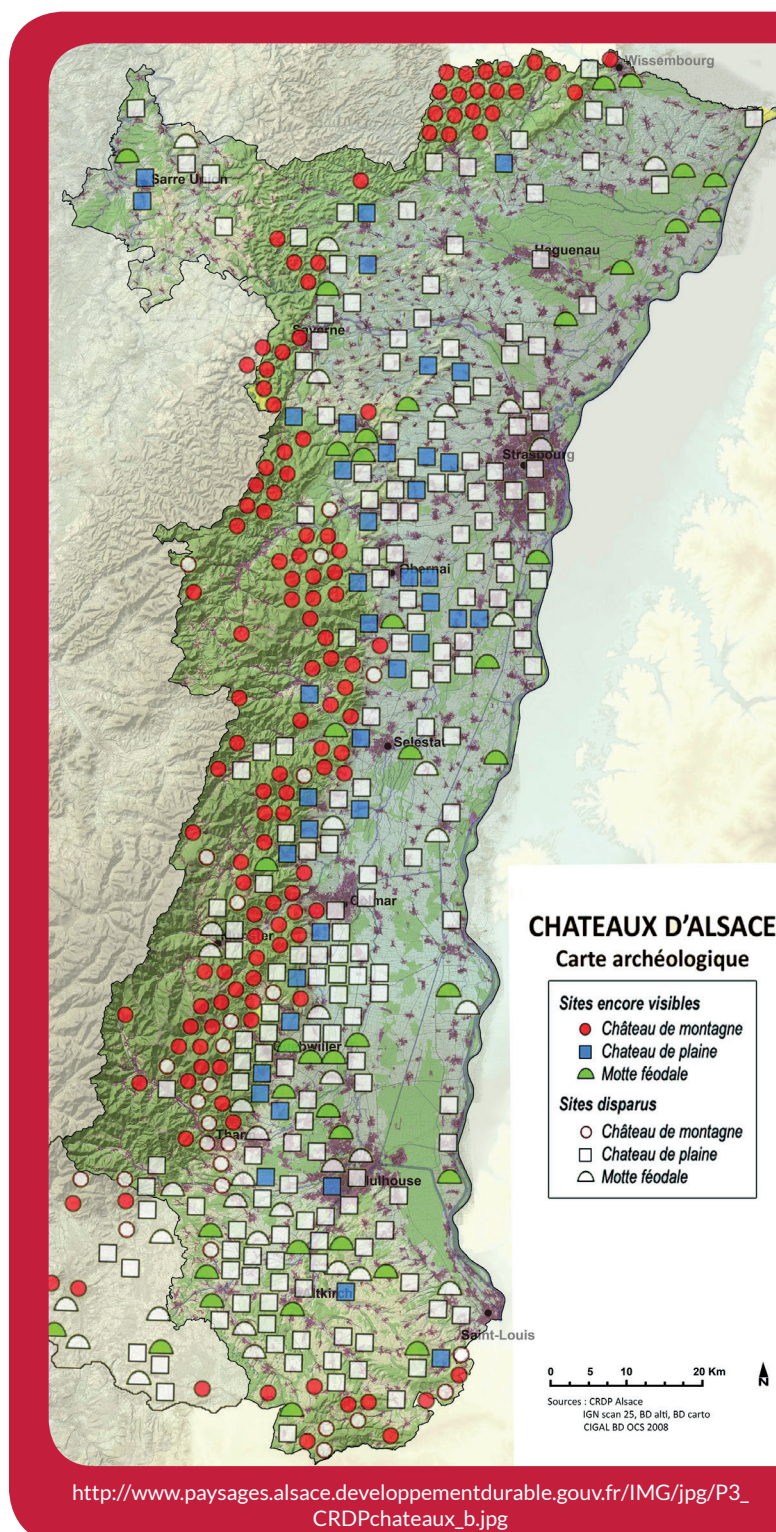 Wissembourg
Sarre Union
Haguenau
Saverne
Strasbourg
Obernai
Selestat
Colmar
Mulhouse
Saint-Louis
CHATEAUX D'ALSACE
Carte archéologique
Sites encore visibles
Château de montagne
Chateau de plaine
Motte féodale
Sites disparus
Château de montagne
Chateau de plaine
Motte féodale
0 5 10 20 Km
N
Sources : CRDP Alsace
IGN scan 25, BD alti, BD carto
CIGAL BD OCS 2008
http://www.paysages.alsace.developpementdurable.gouv.fr/IMG/jpg/P3_
CRDPchateaux_b.jpg